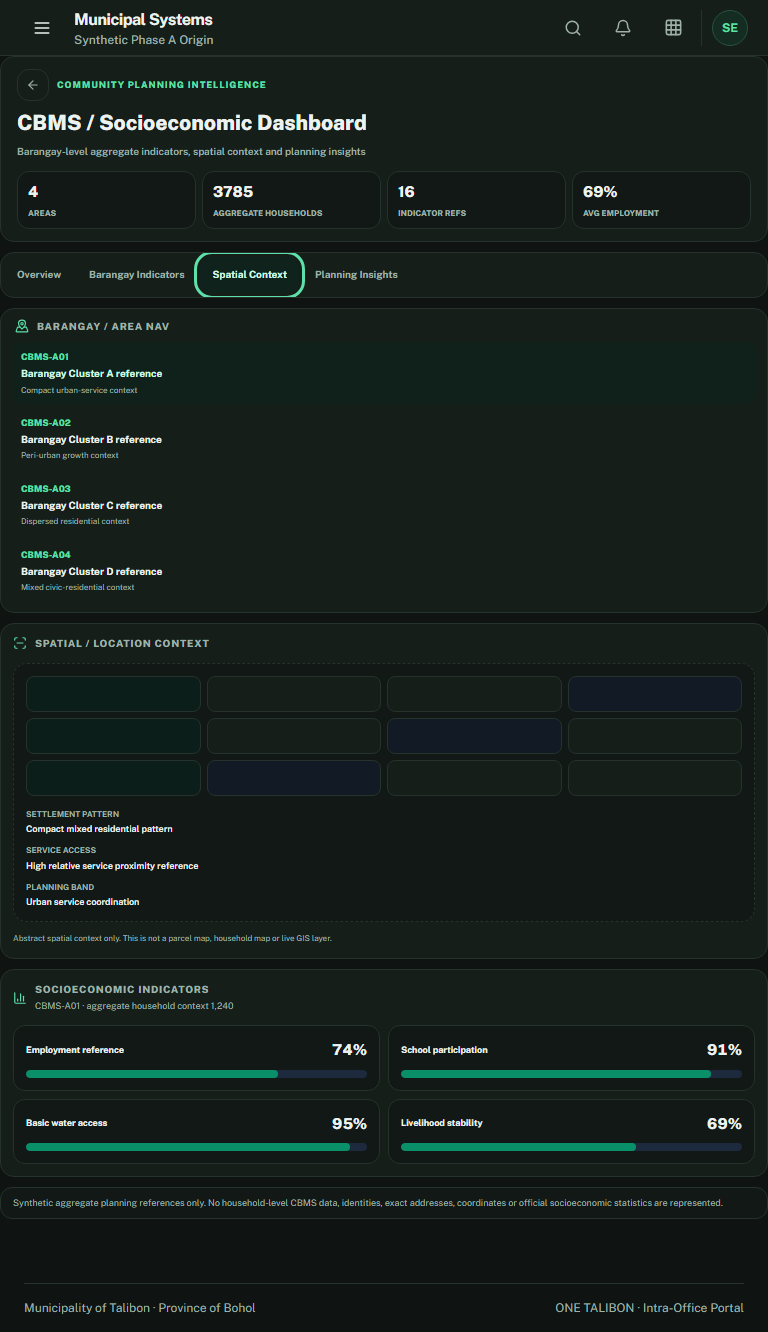 Municipal Systems
Synthetic Phase A Origin
SE
COMMUNITY PLANNING INTELLIGENCE
CBMS / Socioeconomic Dashboard
Barangay-level aggregate indicators, spatial context and planning insights
4
AREAS
3785
AGGREGATE HOUSEHOLDS
16
INDICATOR REFS
69%
AVG EMPLOYMENT
Overview
Barangay Indicators
Spatial Context
Planning Insights
BARANGAY / AREA NAV
CBMS-A01
Barangay Cluster A reference
Compact urban-service context
CBMS-A02
Barangay Cluster B reference
Peri-urban growth context
CBMS-A03
Barangay Cluster C reference
Dispersed residential context
CBMS-A04
Barangay Cluster D reference
Mixed civic-residential context
SPATIAL / LOCATION CONTEXT
SETTLEMENT PATTERN
Compact mixed residential pattern
SERVICE ACCESS
High relative service proximity reference
PLANNING BAND
Urban service coordination
Abstract spatial context only. This is not a parcel map, household map or live GIS layer.
SOCIOECONOMIC INDICATORS
CBMS-A01 · aggregate household context 1,240
Employment reference
74%
School participation
91%
Basic water access
95%
Livelihood stability
69%
Synthetic aggregate planning references only. No household-level CBMS data, identities, exact addresses, coordinates or official socioeconomic statistics are represented.
Municipality of Talibon · Province of Bohol
ONE TALIBON · Intra-Office Portal